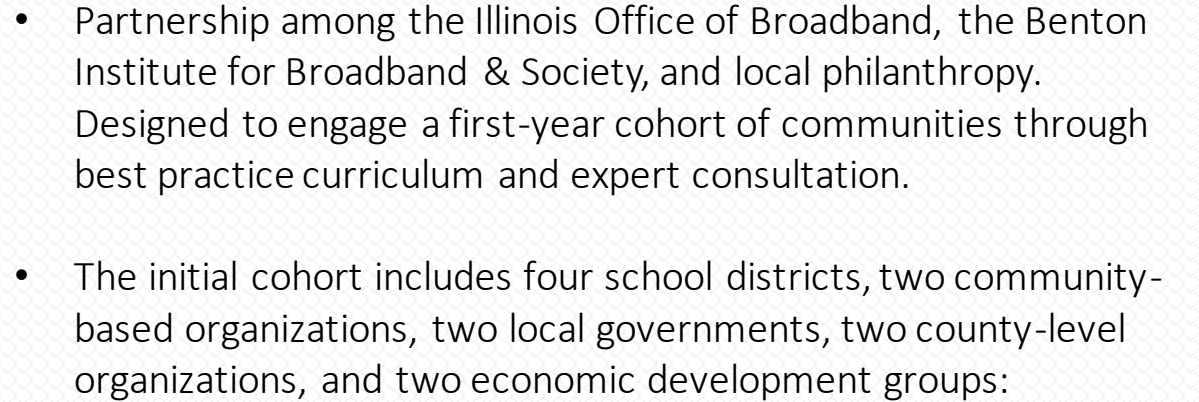 • Partnership among the Illinois Office of Broadband, the Benton
Institute for Broadband & Society, and local philanthropy.
Designed to engage a first-year cohort of communities through
best practice curriculum and expert consultation.
• The initial cohort includes four school districts, two community-
based organizations, two local governments, two county-level
organizations, and two economic development groups: